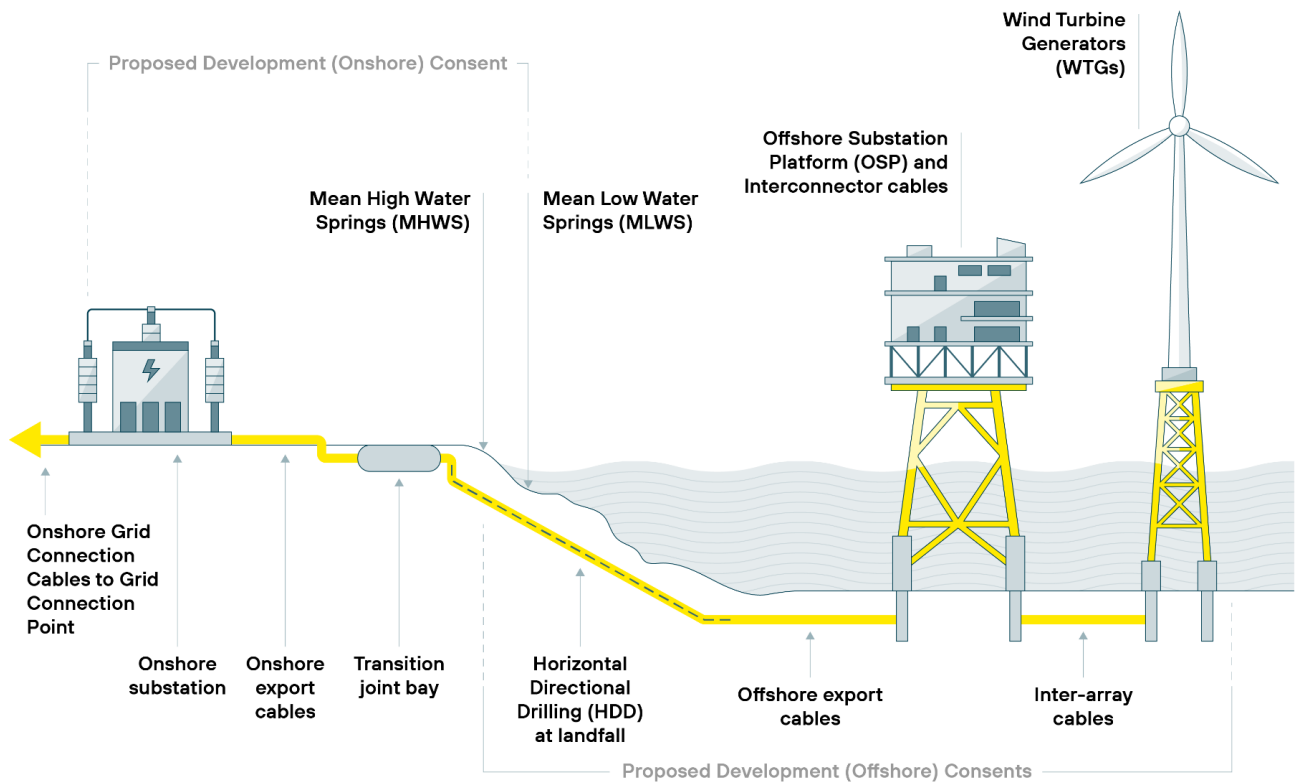 Wind Turbine
Generators
(WTGs)
Proposed Development (Onshore) Consent
Offshore Substation
Platform (OSP) and
Interconnector cables
Mean High Water
Springs (MHWS)
Mean Low Water
Springs (MLWS)
Onshore Grid
Connection
Cables to Grid
Connection
Point
Onshore
substation
Onshore
export
cables
Transition
joint bay
Horizontal
Directional
Drilling (HDD)
at landfall
Offshore export
cables
Inter-array
cables
Proposed Development (Offshore) Consents